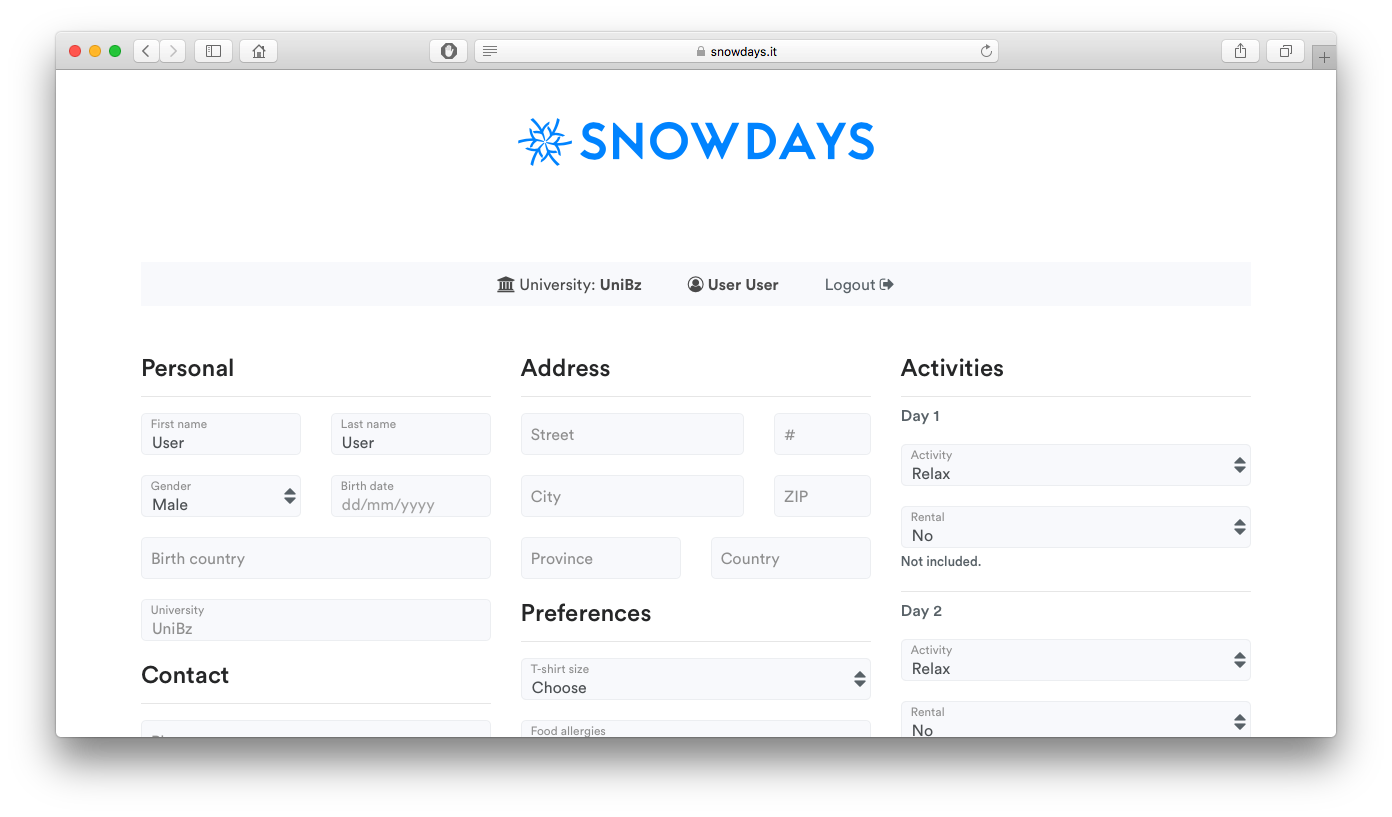 snowdays.it
SNOWDAYS
University: UniBz
User User
Logout
Personal
First name
User
Last name
User
Gender
Male
Birth date
dd/mm/yyyy
Birth country
University
UniBz
Contact
Address
Street
#
City
ZIP
Province
Country
Preferences
T-shirt size
Choose
Food allergies
Activities
Day 1
Activity
Relax
Rental
No
Not included.
Day 2
Activity
Relax
Rental
No